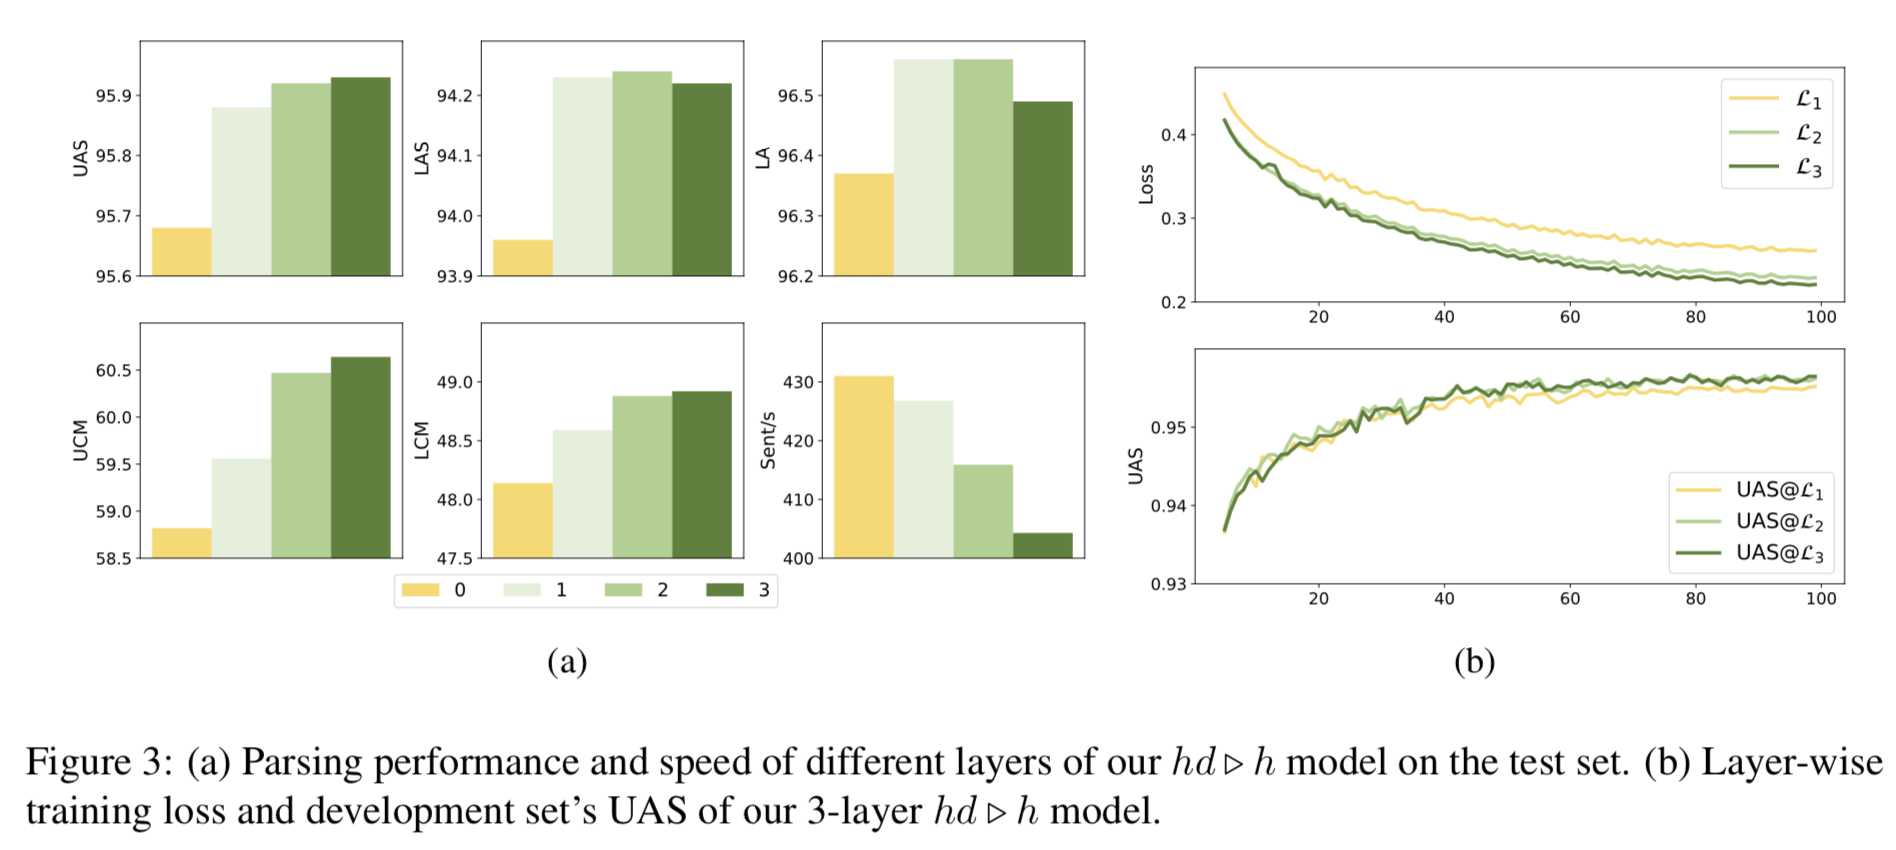 UAS
95.9
95.8
95.7
95.6
LAS
94.2
94.1
94.0
93.9
LA
96.5
96.4
96.3
96.2
UCM
60.5
60.0
59.5
59.0
58.5
LCM
49.0
48.5
48.0
47.5
Sent/s
430
420
410
400
0 1 2 3
(a)
Loss
0.4
0.3
0.2
20 40 60 80 100
ℒ₁
ℒ₂
ℒ₃
UAS
0.95
0.94
0.93
20 40 60 80 100
UAS@ℒ₁
UAS@ℒ₂
UAS@ℒ₃
(b)
Figure 3: (a) Parsing performance and speed of different layers of our hd ▷ h model on the test set. (b) Layer-wise
training loss and development set’s UAS of our 3-layer hd ▷ h model.